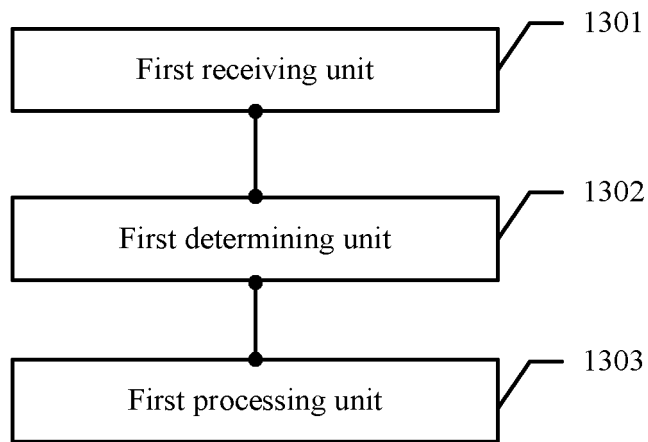 1301
First receiving unit
1302
First determining unit
1303
First processing unit